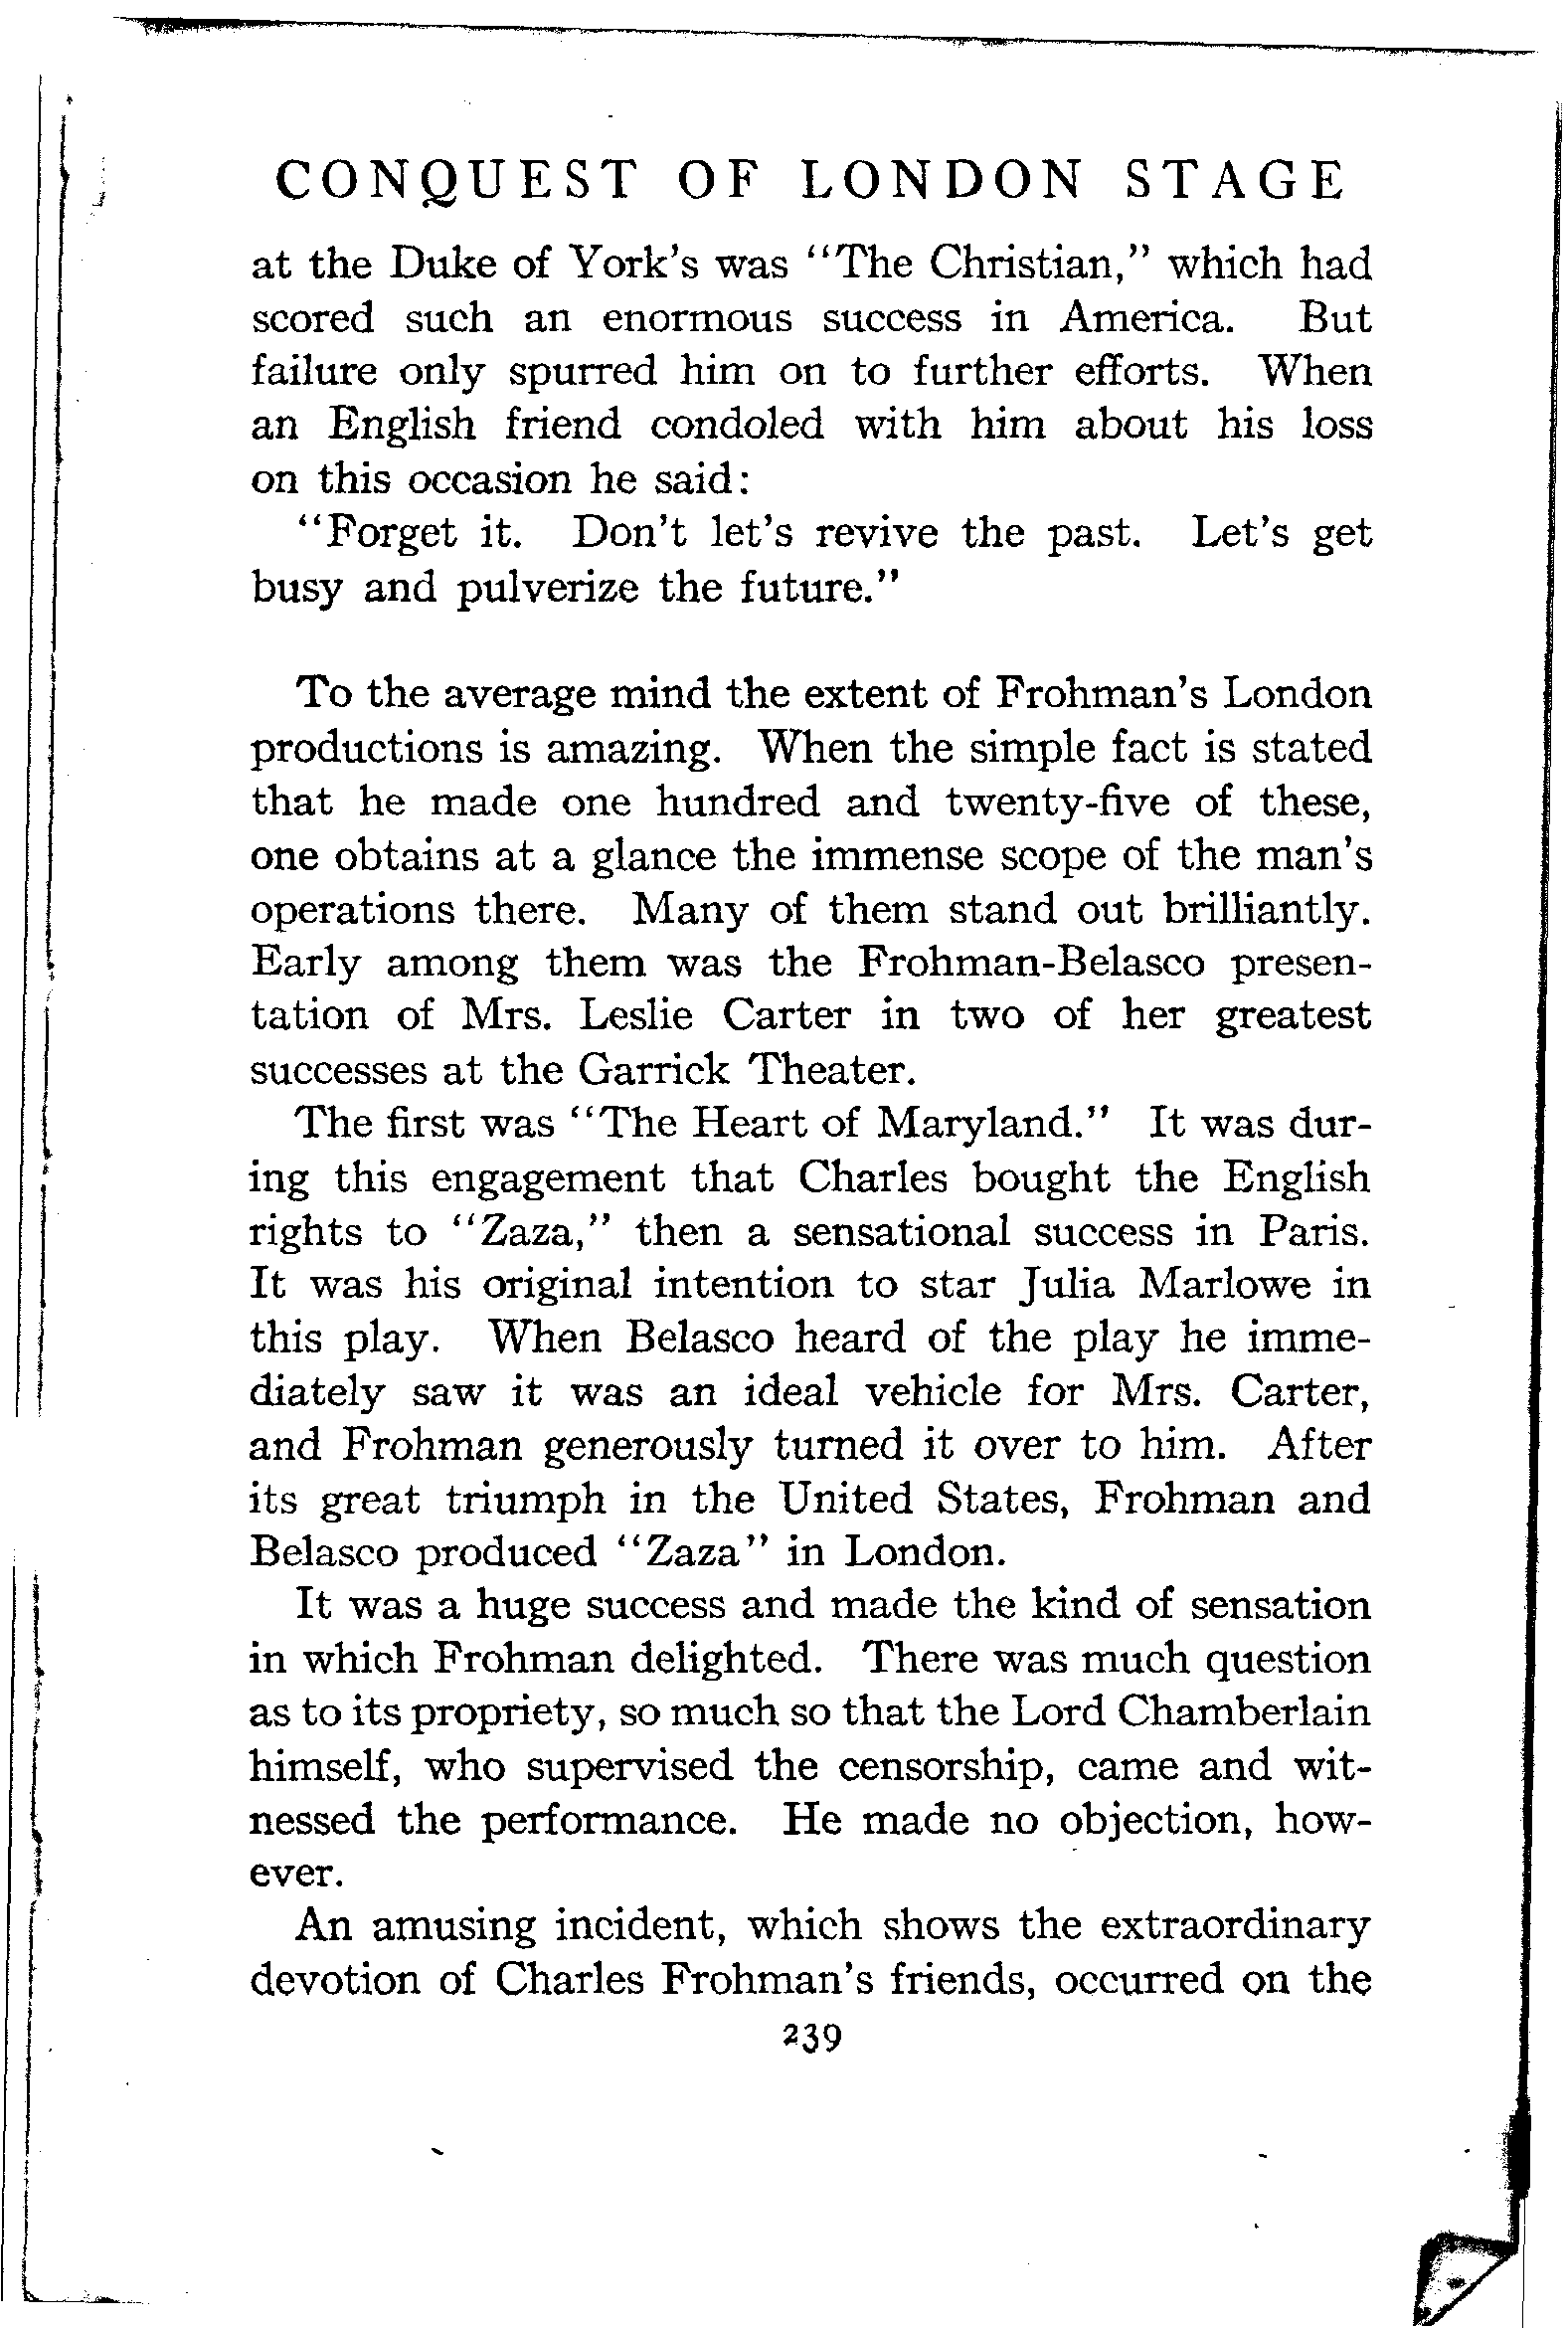 CONQUEST OF LONDON STAGE
at the Duke of York's was "The Christian," which had
scored such an enormous success in America. But
failure only spurred him on to further efforts. When
an English friend condoled with him about his loss
on this occasion he said:
"Forget it. Don't let's revive the past. Let's get
busy and pulverize the future."
To the average mind the extent of Frohman's London
productions is amazing. When the simple fact is stated
that he made one hundred and twenty-five of these,
one obtains at a glance the immense scope of the man's
operations there. Many of them stand out brilliantly.
Early among them was the Frohman-Belasco presen-
tation of Mrs. Leslie Carter in two of her greatest
successes at the Garrick Theater.
The first was "The Heart of Maryland." It was dur-
ing this engagement that Charles bought the English
rights to "Zaza," then a sensational success in Paris.
It was his original intention to star Julia Marlowe in
this play. When Belasco heard of the play he imme-
diately saw it was an ideal vehicle for Mrs. Carter,
and Frohman generously turned it over to him. After
its great triumph in the United States, Frohman and
Belasco produced "Zaza" in London.
It was a huge success and made the kind of sensation
in which Frohman delighted. There was much question
as to its propriety, so much so that the Lord Chamberlain
himself, who supervised the censorship, came and wit-
nessed the performance. He made no objection, how-
ever.
An amusing incident, which shows the extraordinary
devotion of Charles Frohman's friends, occurred on the
239